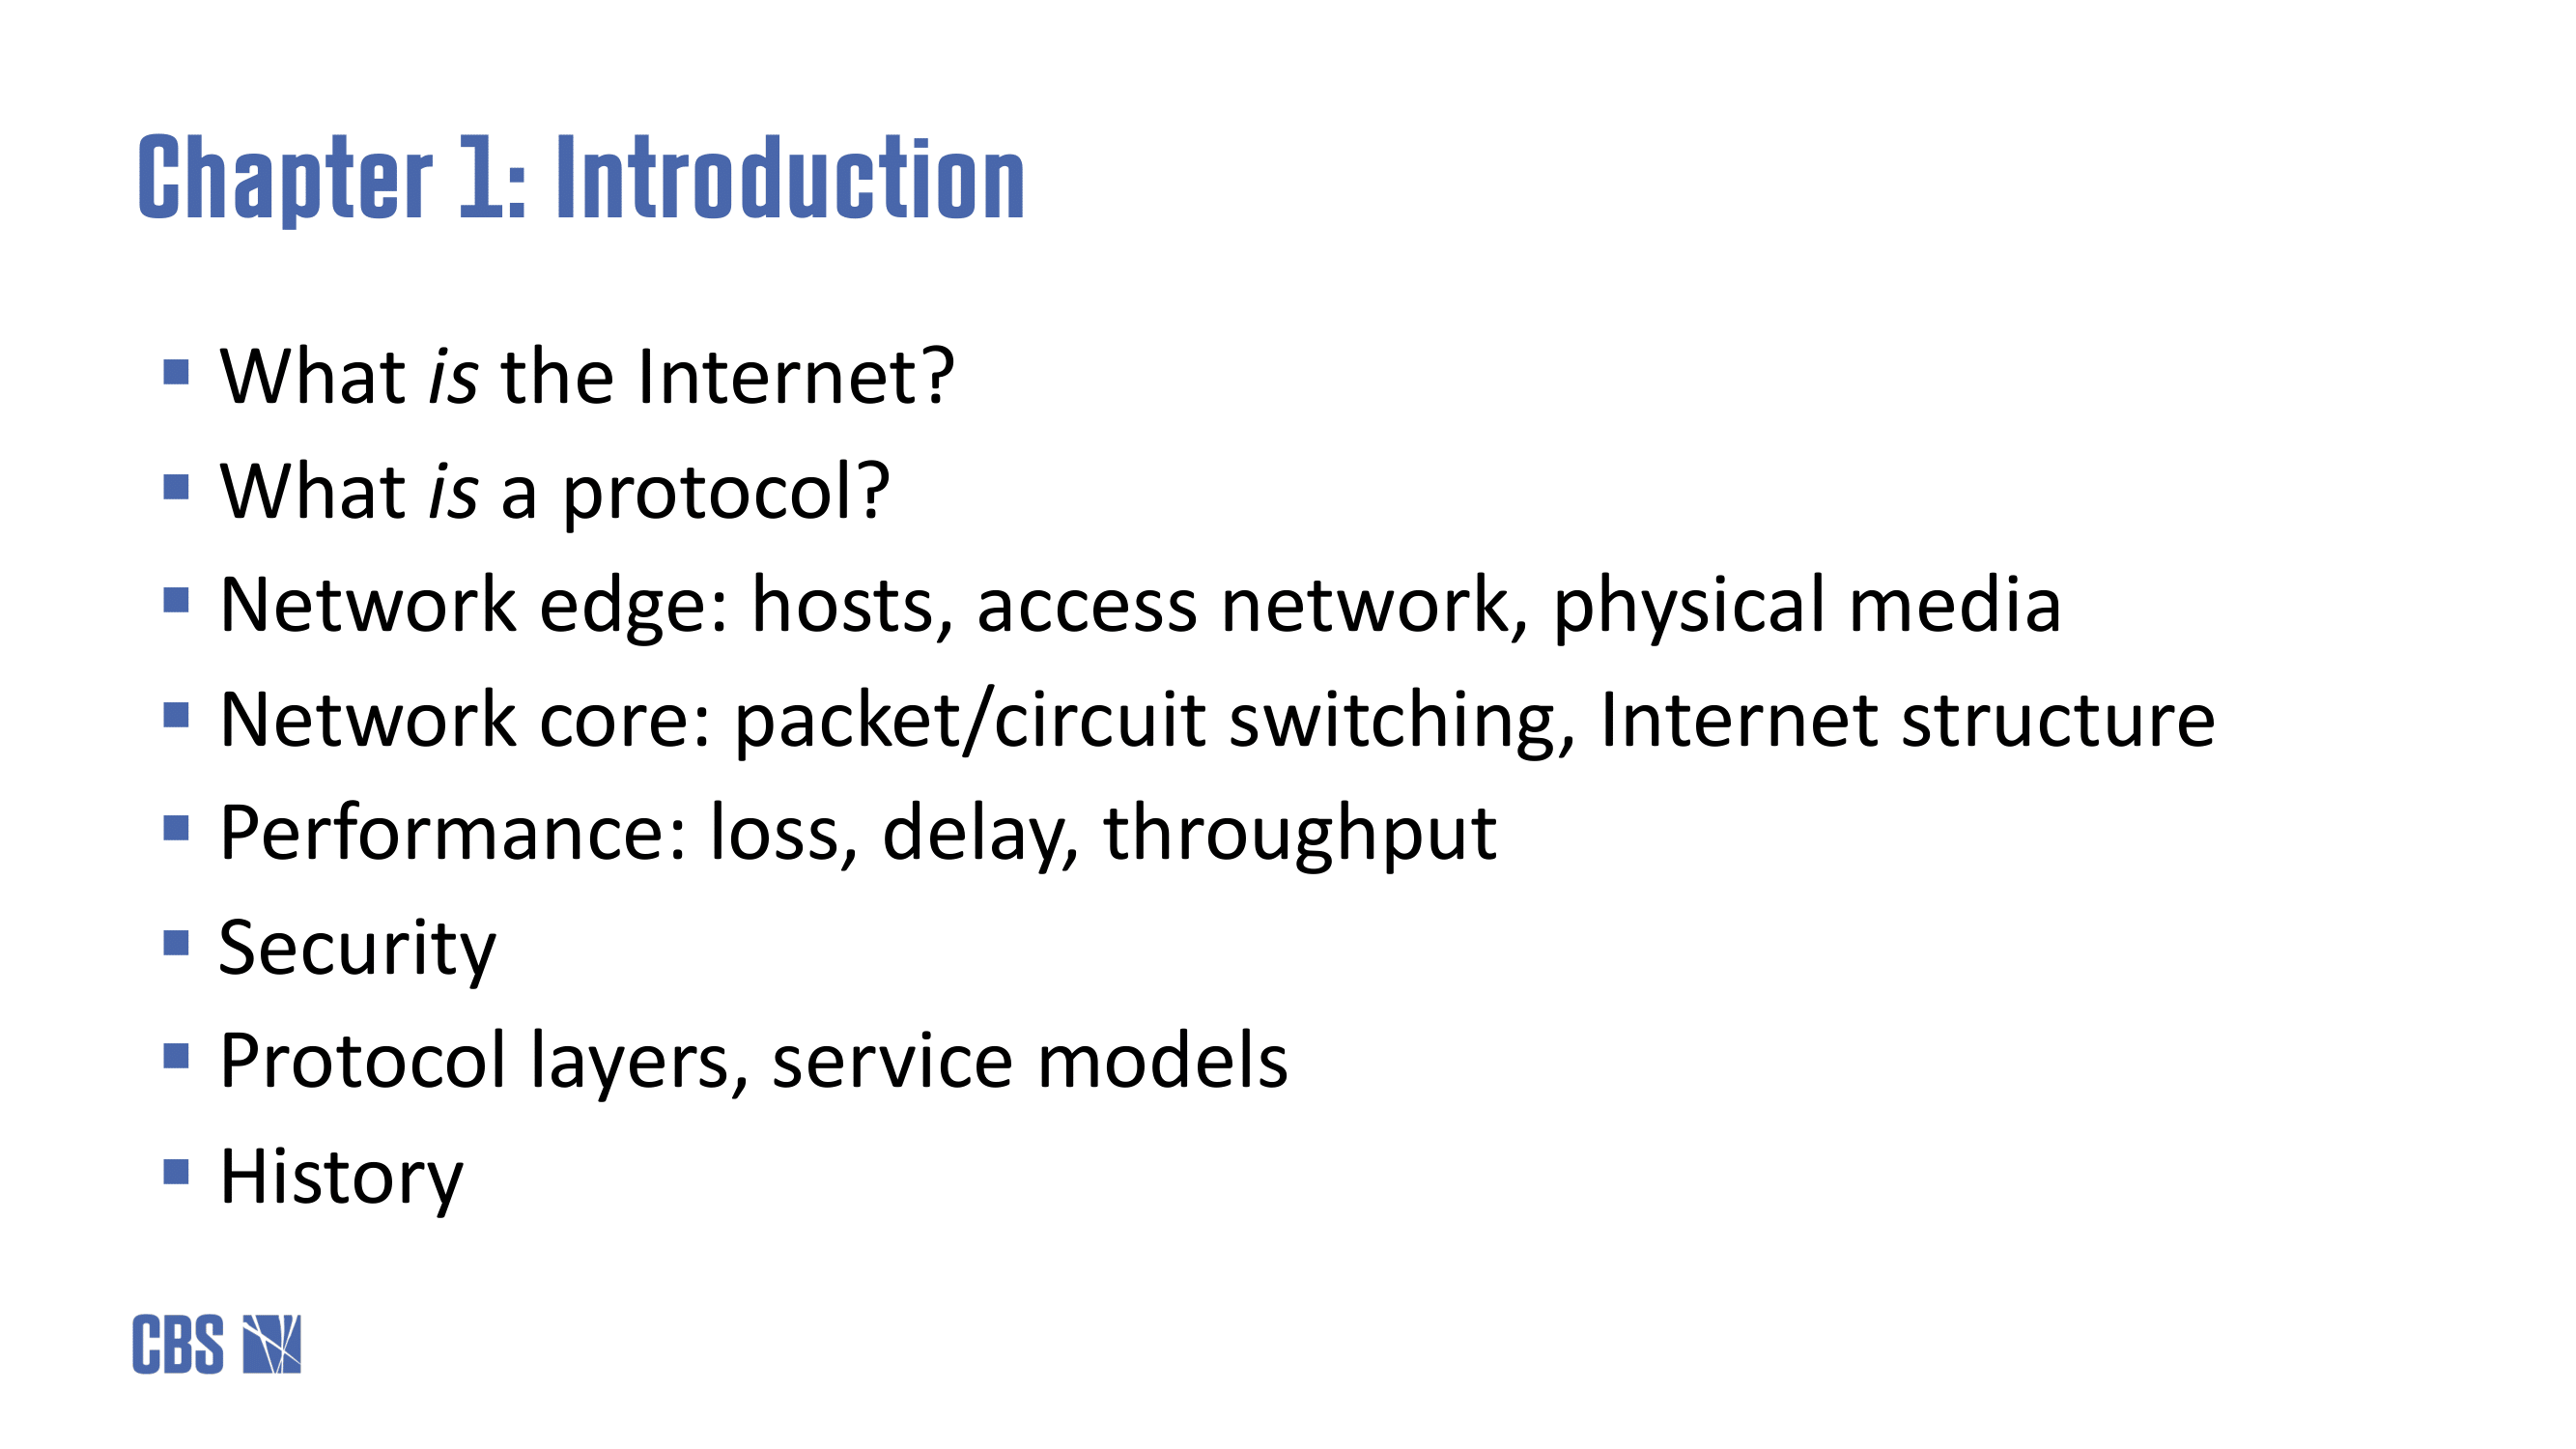 Chapter 1: Introduction
What is the Internet?
What is a protocol?
Network edge: hosts, access network, physical media
Network core: packet/circuit switching, Internet structure
Performance: loss, delay, throughput
Security
Protocol layers, service models
History
CBS